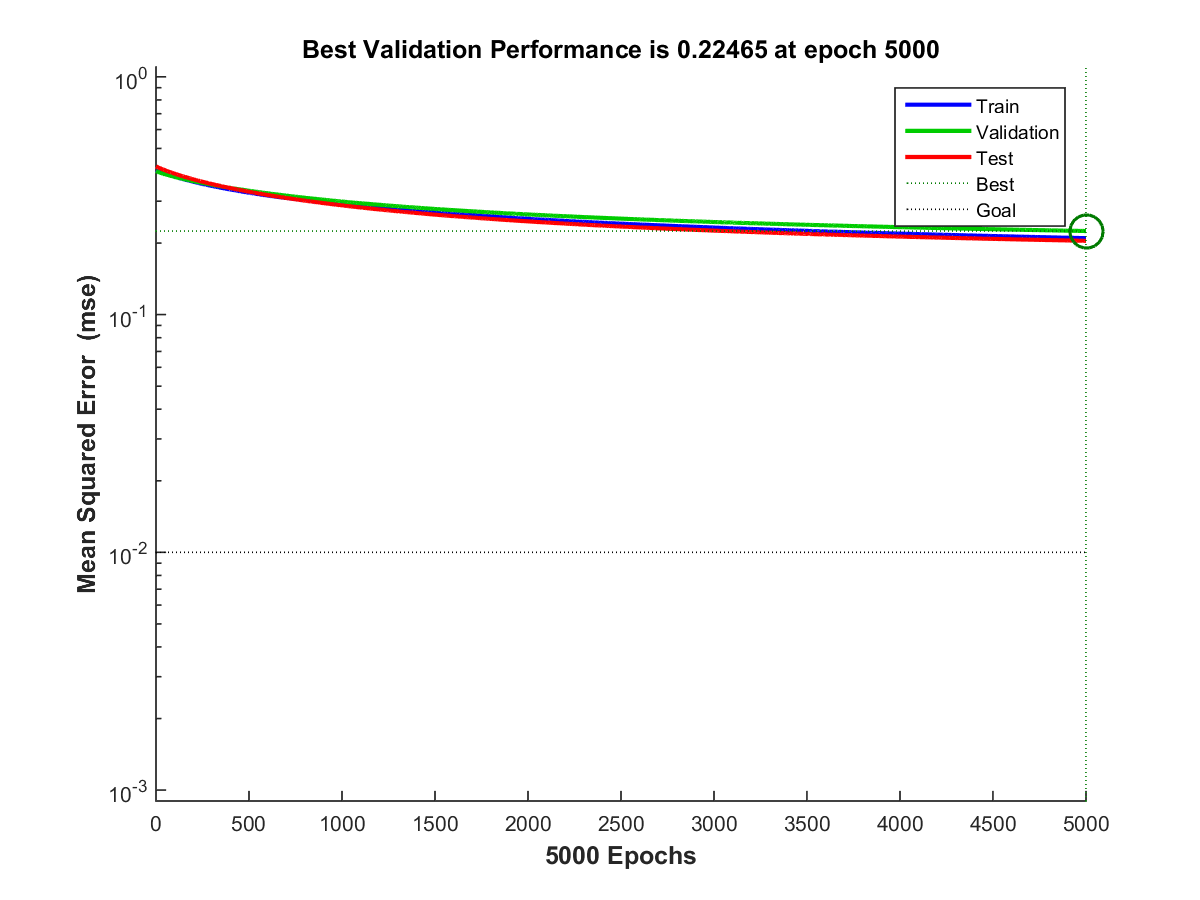 Best Validation Performance is 0.22465 at epoch 5000
Train
Validation
Test
Best
Goal
Mean Squared Error  (mse)
10^0
10^-1
10^-2
10^-3
0 500 1000 1500 2000 2500 3000 3500 4000 4500 5000
5000 Epochs